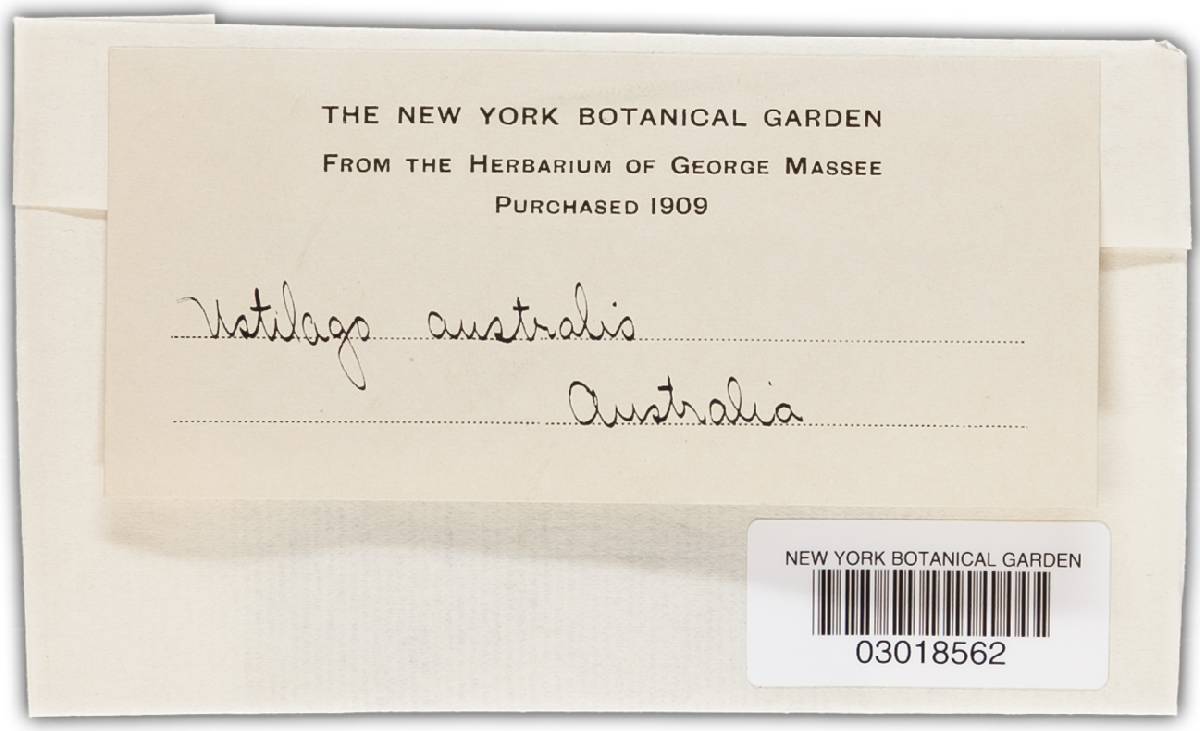 THE NEW YORK BOTANICAL GARDEN
FROM THE HERBARIUM OF GEORGE MASSEE
PURCHASED 1909
Ustilago australis
Australia
NEW YORK BOTANICAL GARDEN
03018562